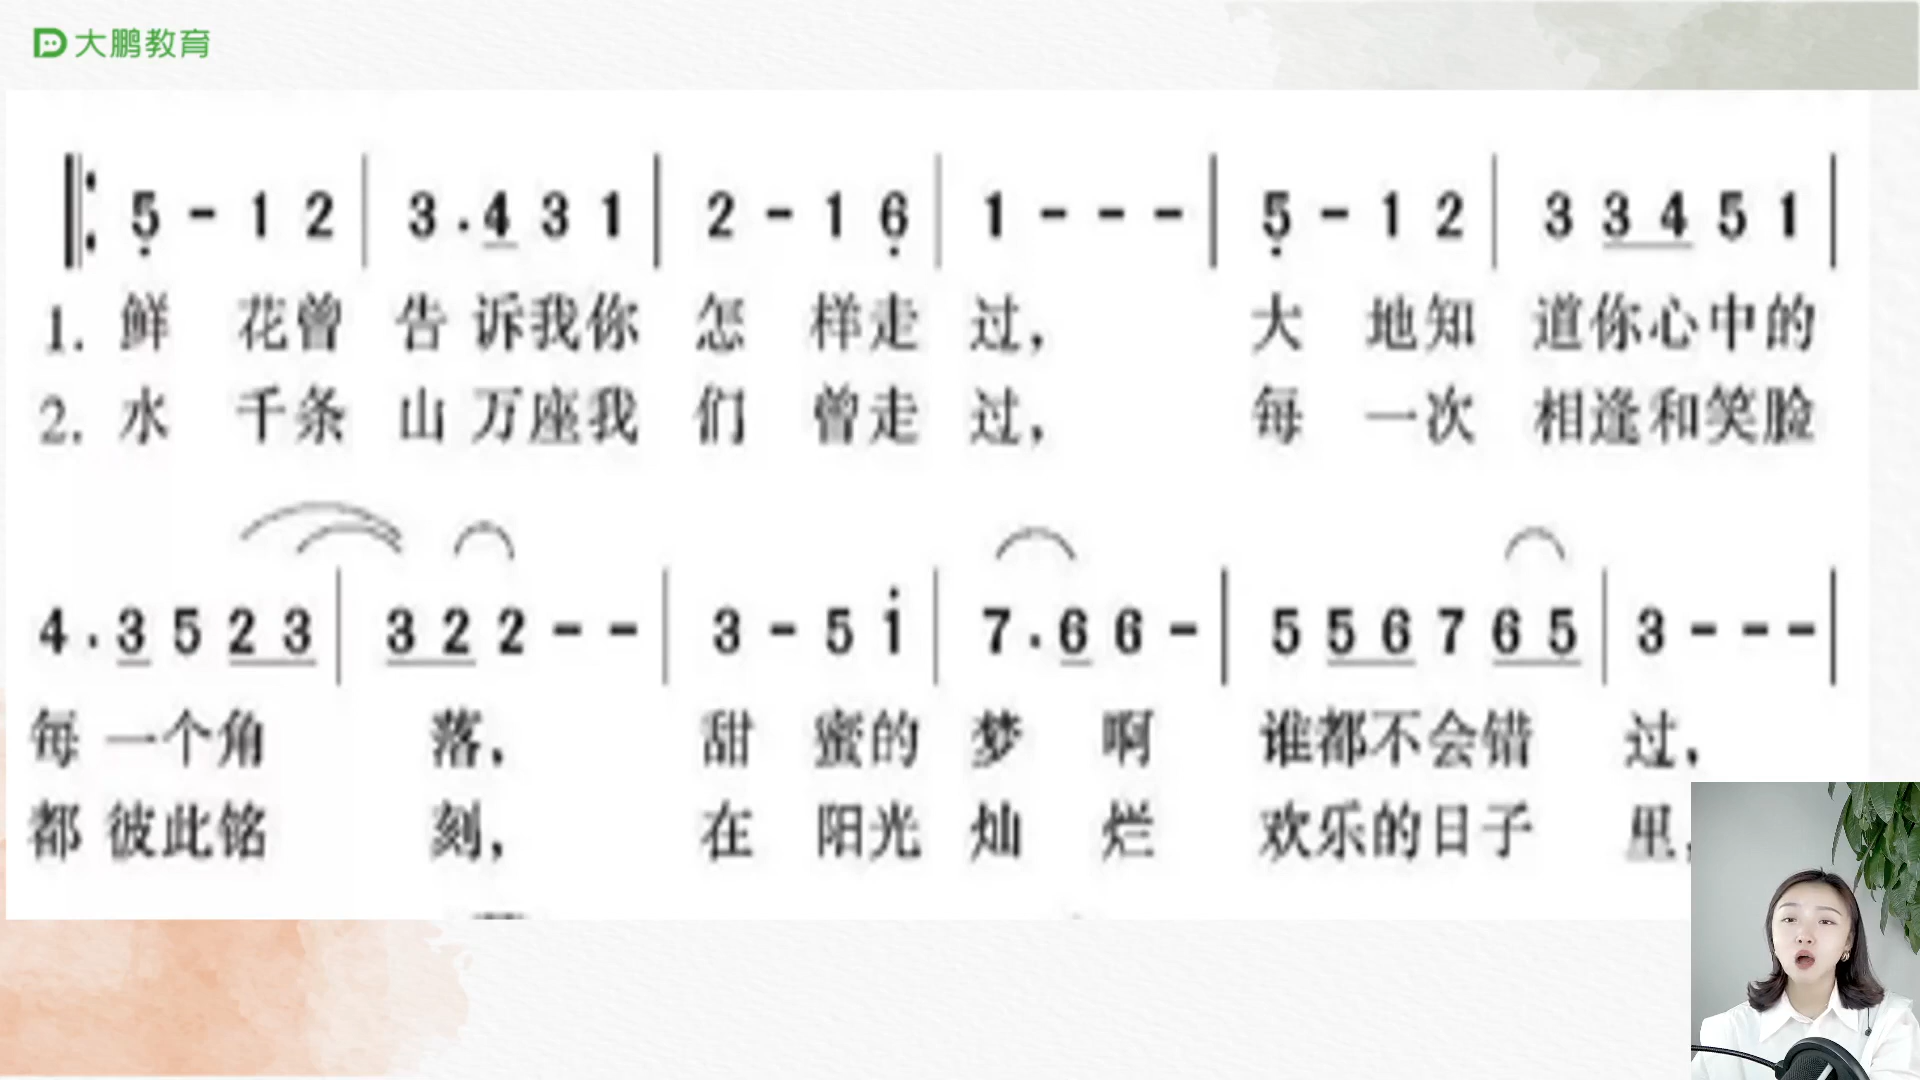 大鹏教育
5 - 1 2 | 3 . 4 3 1 | 2 - 1 6 | 1 - - - | 5 - 1 2 | 3 3 4 5 1 |
1. 鲜 花曾 告 诉我你 怎 样走 过， 大 地知 道你心中的
2. 水 千条 山 万座我 们 曾走 过， 每 一次 相逢和笑脸
4 . 3 5 2 3 | 3 2 2 - - | 3 - 5 1 | 7 . 6 6 - | 5 5 6 7 6 5 | 3 - - - |
每 一个角 落， 甜 蜜的 梦 啊 谁都不会错 过，
都 彼此铭 刻， 在 阳光 灿 烂 欢乐的日子 里，